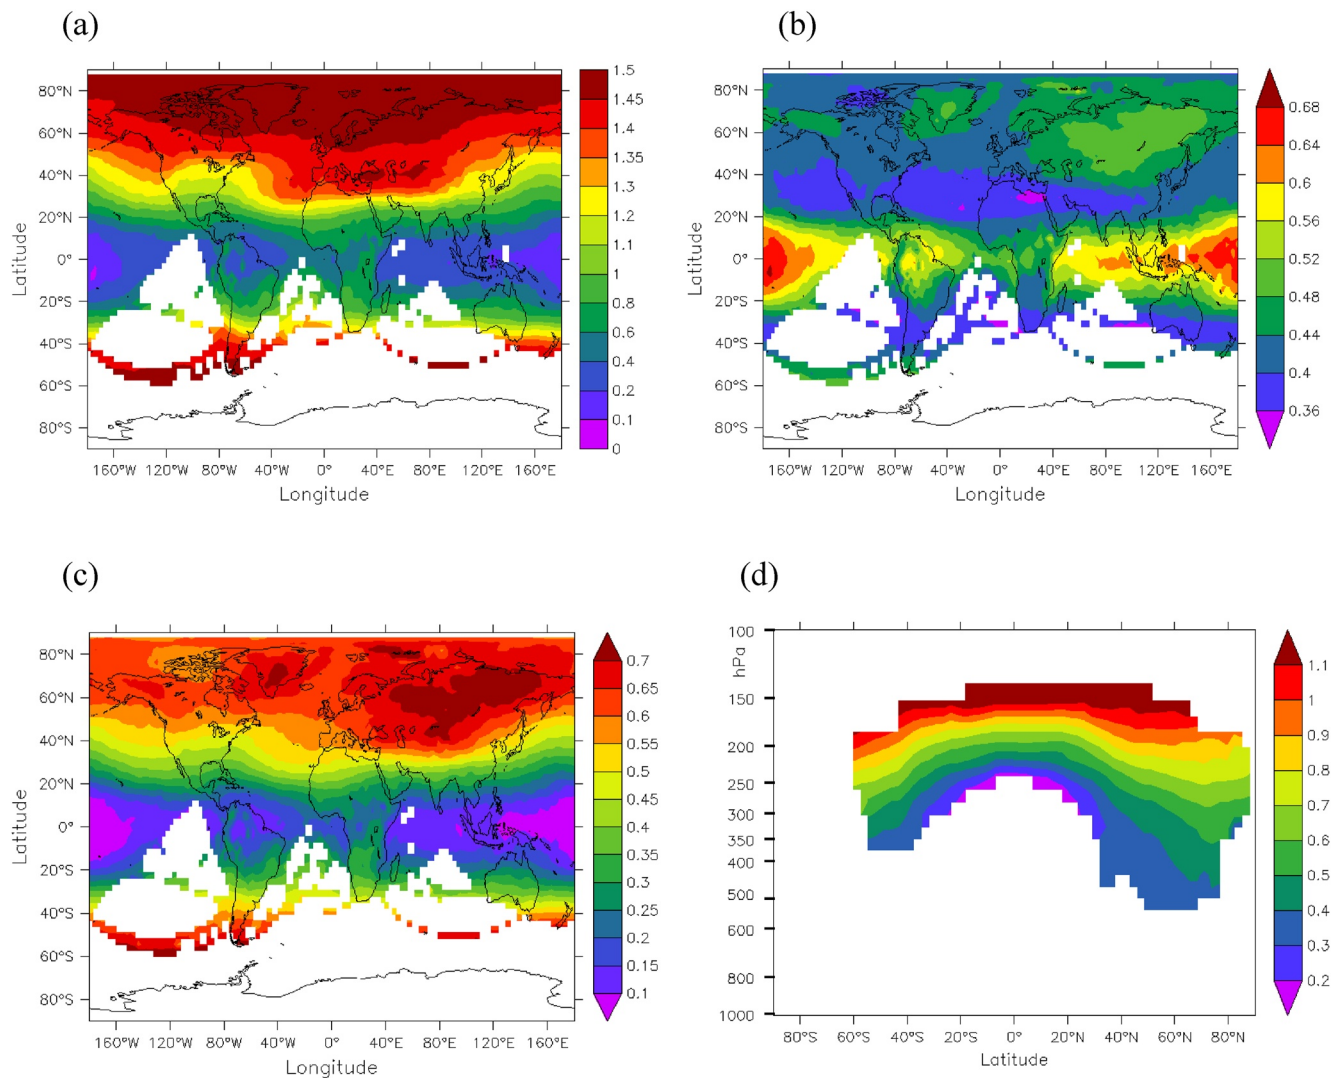 (a)
(b)
80°N
60°N
40°N
20°N
0°
20°S
40°S
60°S
80°S
Latitude
160°W 120°W 80°W 40°W 0° 40°E 80°E 120°E 160°E
Longitude
1.5
1.45
1.4
1.35
1.3
1.2
1.1
1
0.8
0.6
0.4
0.2
0.1
0
80°N
60°N
40°N
20°N
0°
20°S
40°S
60°S
80°S
Latitude
160°W 120°W 80°W 40°W 0° 40°E 80°E 120°E 160°E
Longitude
0.68
0.64
0.6
0.56
0.52
0.48
0.44
0.4
0.36
(c)
(d)
80°N
60°N
40°N
20°N
0°
20°S
40°S
60°S
80°S
Latitude
160°W 120°W 80°W 40°W 0° 40°E 80°E 120°E 160°E
Longitude
0.7
0.65
0.6
0.55
0.5
0.45
0.4
0.35
0.3
0.25
0.2
0.15
0.1
100
150
200
250
300
350
400
500
600
800
1000
hPa
80°S 60°S 40°S 20°S 0° 20°N 40°N 60°N 80°N
Latitude
1.1
1
0.9
0.8
0.7
0.6
0.5
0.4
0.3
0.2